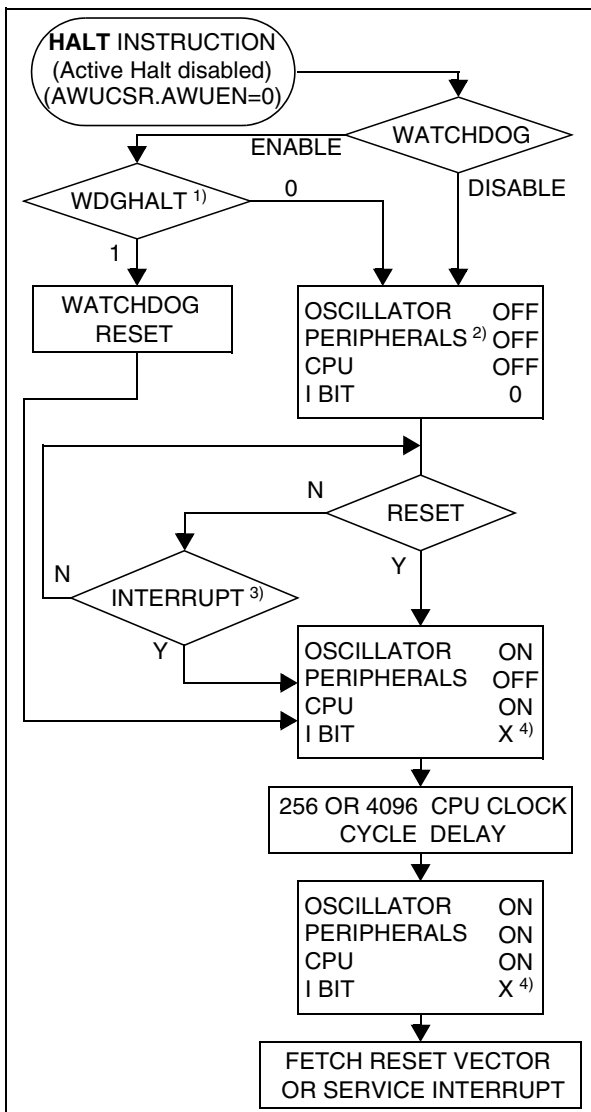 HALT INSTRUCTION
(Active Halt disabled)
(AWUCSR.AWUEN=0)
WATCHDOG
ENABLE
DISABLE
WDGHALT 1)
0
1
WATCHDOG
RESET
OSCILLATOR OFF
PERIPHERALS 2) OFF
CPU OFF
I BIT 0
RESET
N
Y
INTERRUPT 3)
N
Y
OSCILLATOR ON
PERIPHERALS OFF
CPU ON
I BIT X 4)
256 OR 4096 CPU CLOCK
CYCLE DELAY
OSCILLATOR ON
PERIPHERALS ON
CPU ON
I BIT X 4)
FETCH RESET VECTOR
OR SERVICE INTERRUPT